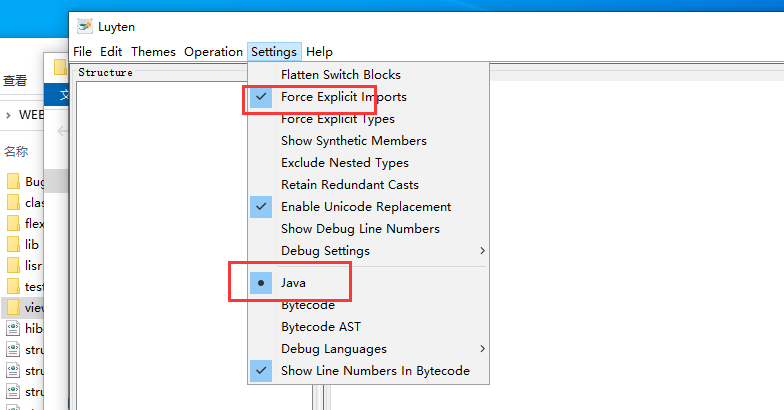 Luyten
File Edit Themes Operation Settings Help
查看
Structure
Flatten Switch Blocks
Force Explicit Imports
Force Explicit Types
WEB
Show Synthetic Members
名称
Exclude Nested Types
Bug
Retain Redundant Casts
clas
Enable Unicode Replacement
flex
Show Debug Line Numbers
lib
Debug Settings
lisr
test
Java
view
Bytecode
hibe
Bytecode AST
stru
Debug Languages
stru
Show Line Numbers In Bytecode
stru